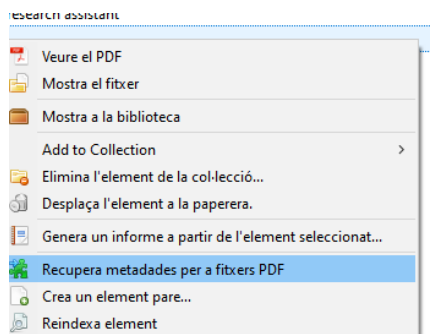 research assistant
Veure el PDF
Mostra el fitxer
Mostra a la biblioteca
Add to Collection
Elimina l'element de la col·lecció...
Desplaça l'element a la paperera.
Genera un informe a partir de l'element seleccionat...
Recupera metadades per a fitxers PDF
Crea un element pare...
Reindexa element